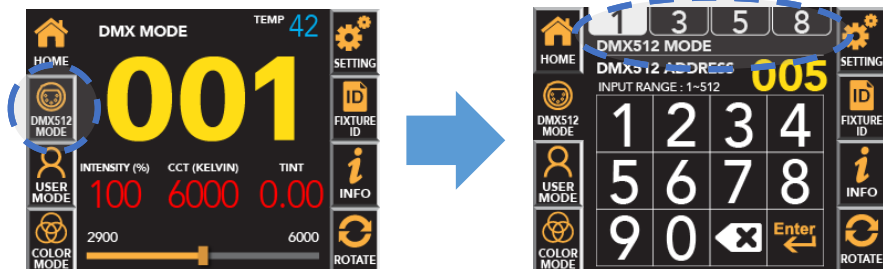 HOME
DMX512
MODE
USER
MODE
COLOR
MODE
DMX MODE
TEMP 42
001
INTENSITY (%) CCT (KELVIN) TINT
100 6000 0.00
2900 6000
SETTING
ID
FIXTURE
ID
i
INFO
ROTATE
HOME
DMX512
MODE
USER
MODE
COLOR
MODE
1 3 5 8
DMX512 MODE
DMX512 ADDRESS 005
INPUT RANGE : 1~512
1 2 3 4
5 6 7 8
9 0 Enter
SETTING
ID
FIXTURE
ID
i
INFO
ROTATE